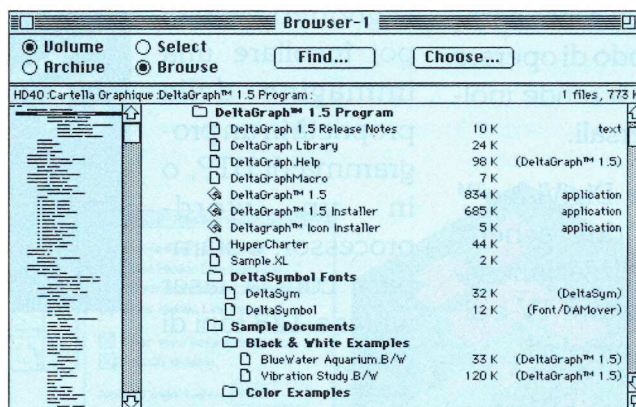 Browser-1
Volume Select Find... Choose...
Archive Browse
HD40:Cartella Graphique:DeltaGraph™ 1.5 Program: 1 files, 773 K
DeltaGraph™ 1.5 Program
DeltaGraph 1.5 Release Notes 10 K text
DeltaGraph Library 24 K
DeltaGraph.Help 98 K (DeltaGraph™ 1.5)
DeltaGraphMacro 7 K
DeltaGraph™ 1.5 834 K application
DeltaGraph™ 1.5 Installer 685 K application
Deltagraph™ Icon Installer 5 K application
HyperCharter 44 K
Sample.XL 2 K
DeltaSymbol Fonts
DeltaSym 32 K (DeltaSym)
DeltaSymbol 12 K (Font/DAMover)
Sample Documents
Black & White Examples
BlueWater Aquarium.B/W 33 K (DeltaGraph™ 1.5)
Vibration Study.B/W 120 K (DeltaGraph™ 1.5)
Color Examples